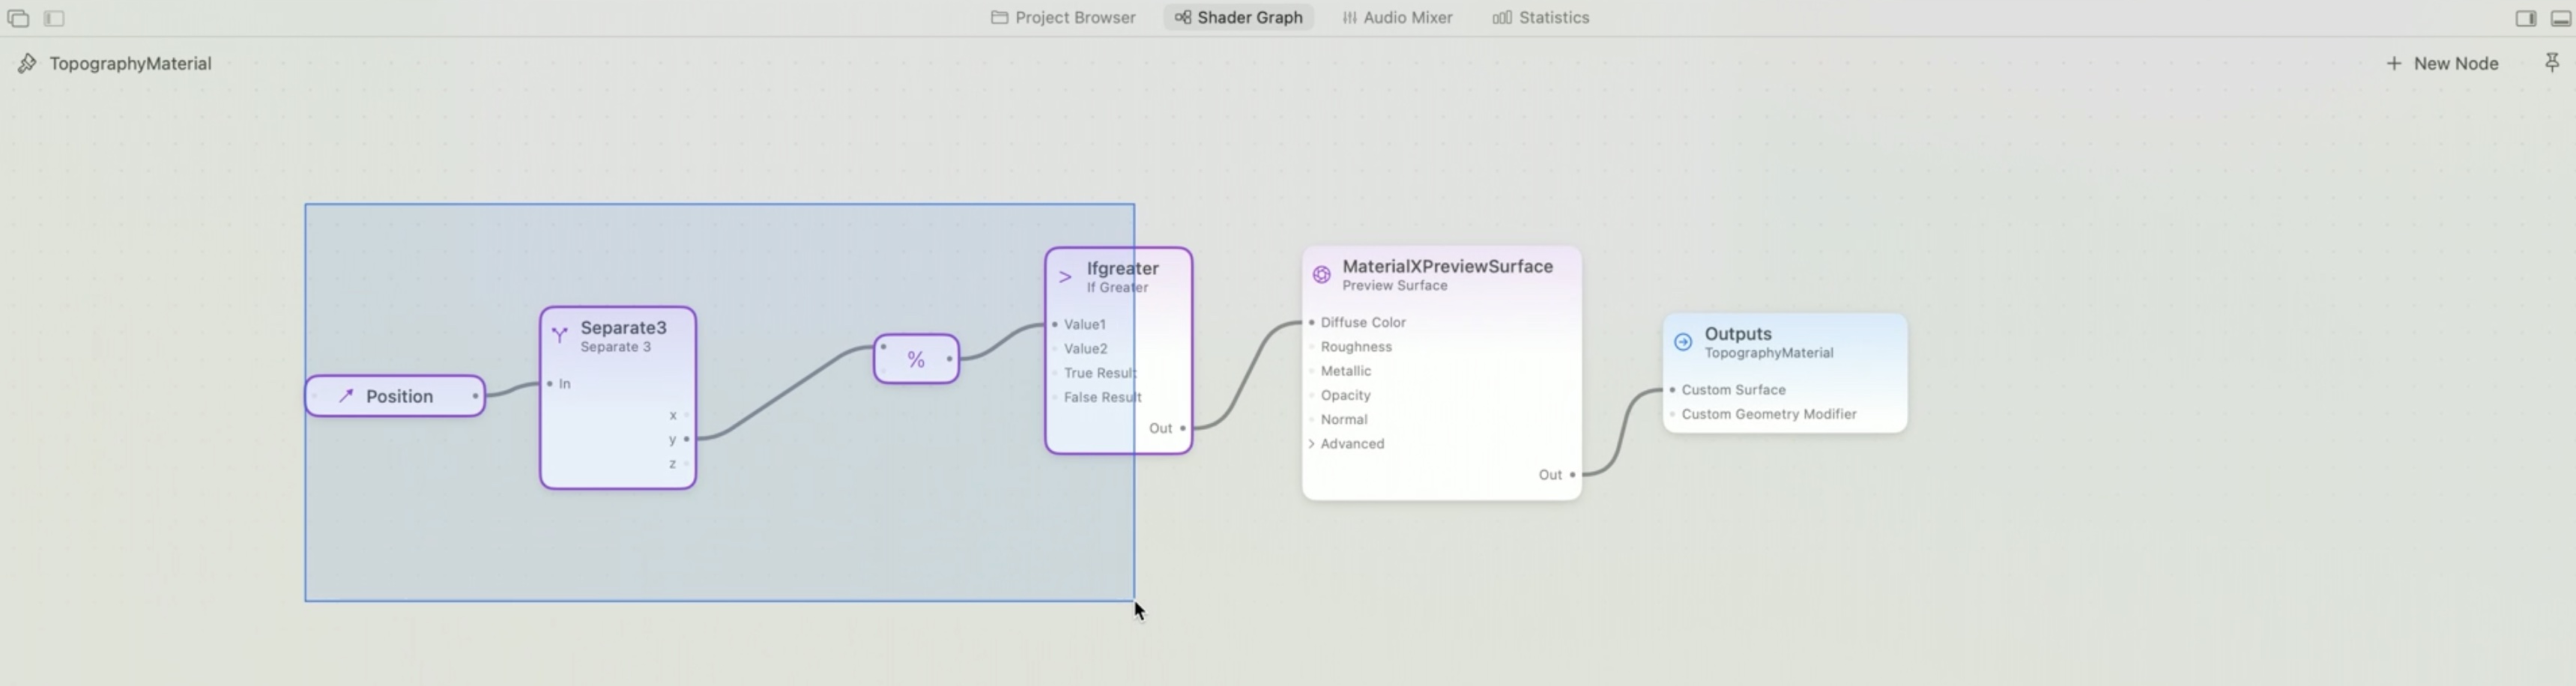 Project Browser
Shader Graph
Audio Mixer
Statistics
TopographyMaterial
+ New Node
Position
Separate3
Separate 3
In
x
y
z
%
>
Ifgreater
If Greater
Value1
Value2
True Result
False Result
Out
MaterialXPreviewSurface
Preview Surface
Diffuse Color
Roughness
Metallic
Opacity
Normal
> Advanced
Out
Outputs
TopographyMaterial
Custom Surface
Custom Geometry Modifier